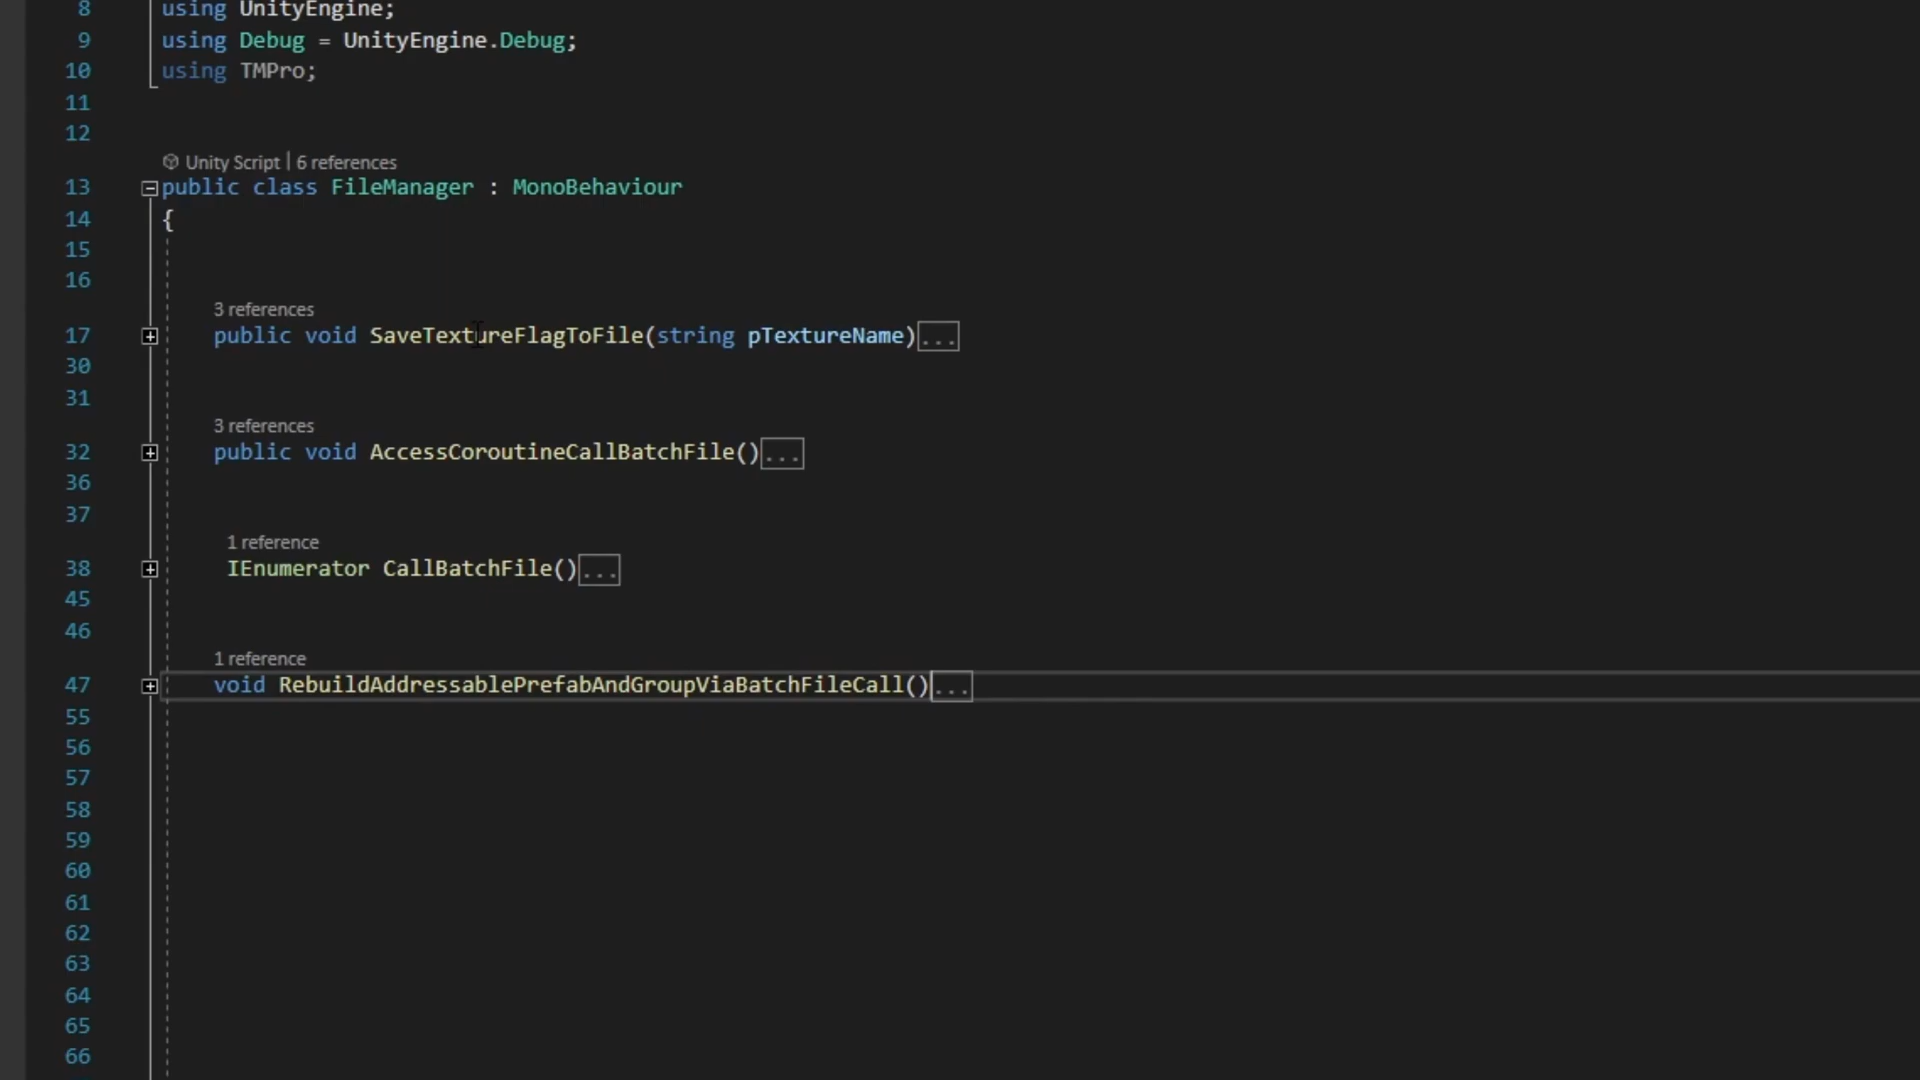 8 using UnityEngine;
9 using Debug = UnityEngine.Debug;
10 using TMPro;
11
12
Unity Script | 6 references
13 public class FileManager : MonoBehaviour
14 {
15
16
3 references
17 public void SaveTextureFlagToFile(string pTextureName)...
30
31
3 references
32 public void AccessCoroutineCallBatchFile()...
36
37
1 reference
38 IEnumerator CallBatchFile()...
45
46
1 reference
47 void RebuildAddressablePrefabAndGroupViaBatchFileCall()...
55
56
57
58
59
60
61
62
63
64
65
66